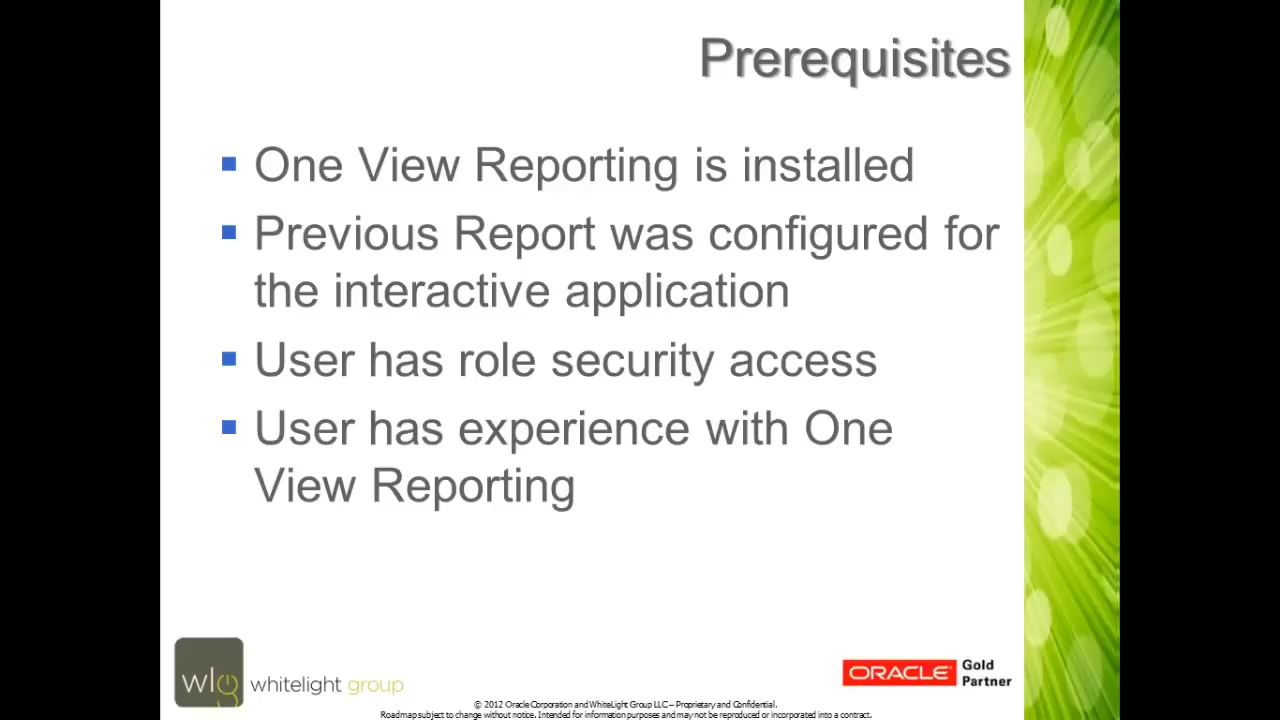 Prerequisites
One View Reporting is installed
Previous Report was configured for
the interactive application
User has role security access
User has experience with One
View Reporting
wlg whitelight group
ORACLE Gold
Partner
© 2012 Oracle Corporation and WhiteLight Group LLC – Proprietary and Confidential.
Roadmap subject to change without notice. Intended for information purposes and may not be reproduced or incorporated into a contract.